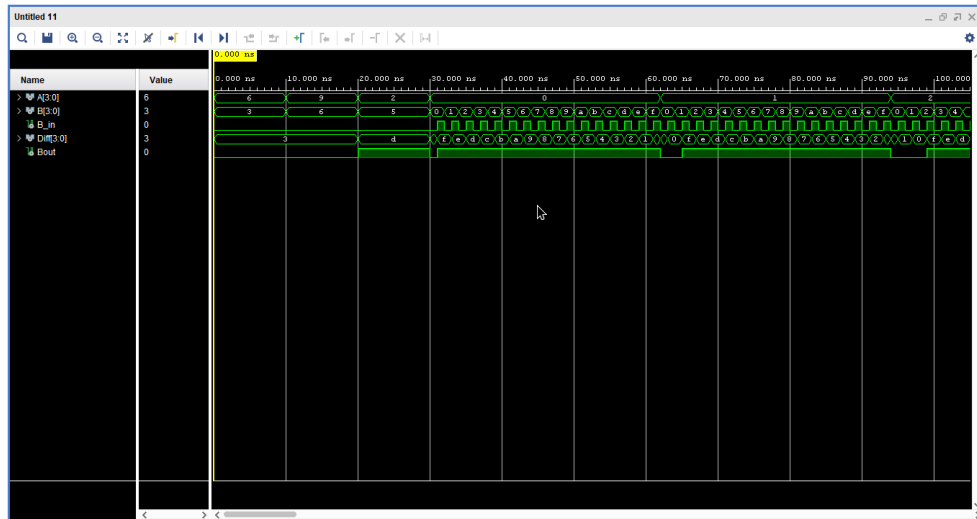 Untitled 11
0.000 ns
Name Value 0.000 ns 10.000 ns 20.000 ns 30.000 ns 40.000 ns 50.000 ns 60.000 ns 70.000 ns 80.000 ns 90.000 ns 100.000
A[3:0] 6 6 9 2 0 1 2
B[3:0] 3 3 6 5 0 1 2 3 4 5 6 7 8 9 a b c d e f 0 1 2 3 4 5 6 7 8 9 a b c d e f 0 1 2 3 4
B_in 0
Diff[3:0] 3 3 d f e d c b a 9 8 7 6 5 4 3 2 1 0 f e d c b a 9 8 7 6 5 4 3 2 1 0 f e d
Bout 0